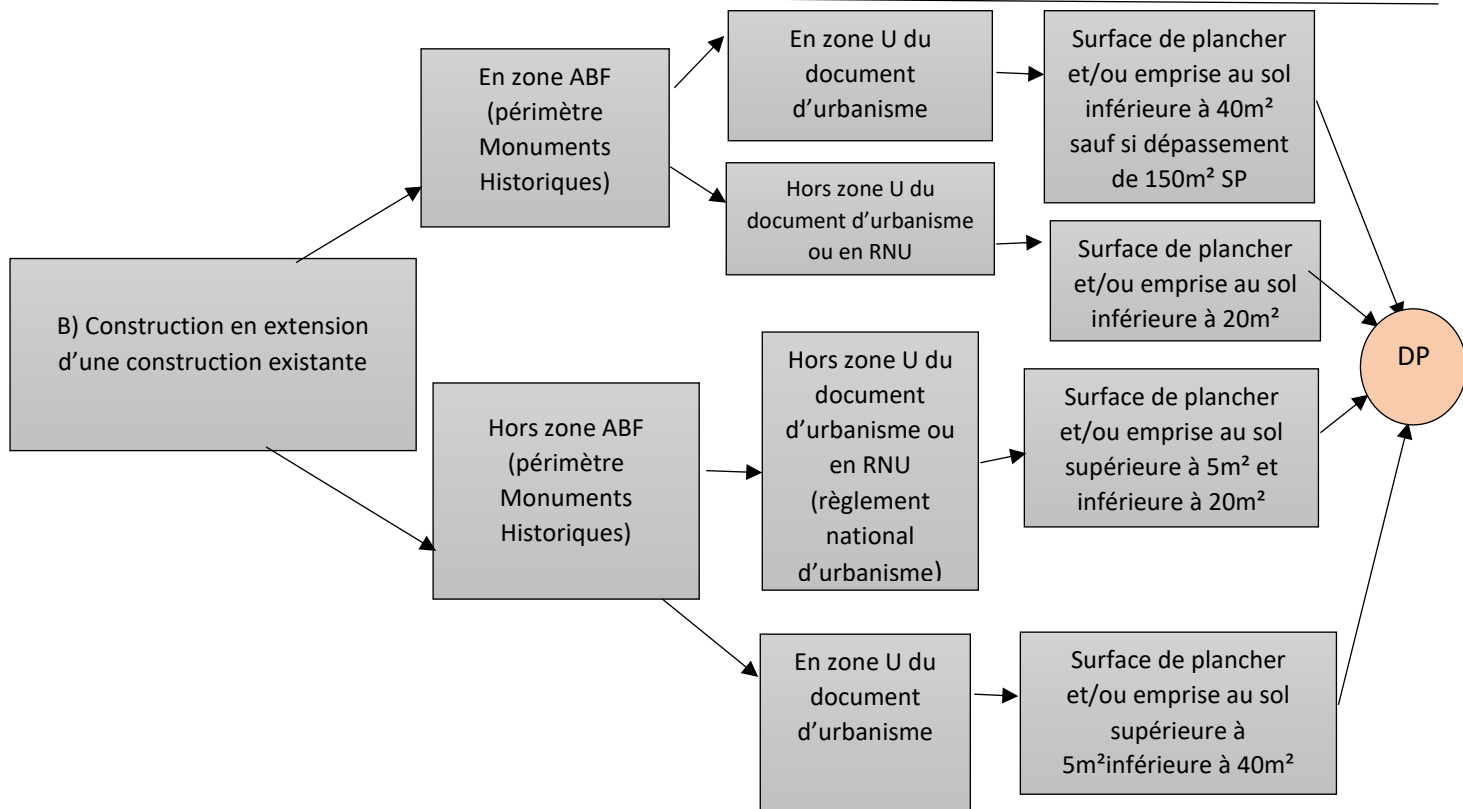 B) Construction en extension
d’une construction existante
En zone ABF
(périmètre
Monuments
Historiques)
En zone U du
document
d’urbanisme
Surface de plancher
et/ou emprise au sol
inférieure à 40m²
sauf si dépassement
de 150m² SP
Hors zone U du
document d’urbanisme
ou en RNU
Surface de plancher
et/ou emprise au sol
inférieure à 20m²
Hors zone ABF
(périmètre
Monuments
Historiques)
Hors zone U du
document
d’urbanisme ou
en RNU
(règlement
national
d’urbanisme)
Surface de plancher
et/ou emprise au sol
supérieure à 5m² et
inférieure à 20m²
En zone U du
document
d’urbanisme
Surface de plancher
et/ou emprise au sol
supérieure à
5m²inférieure à 40m²
DP